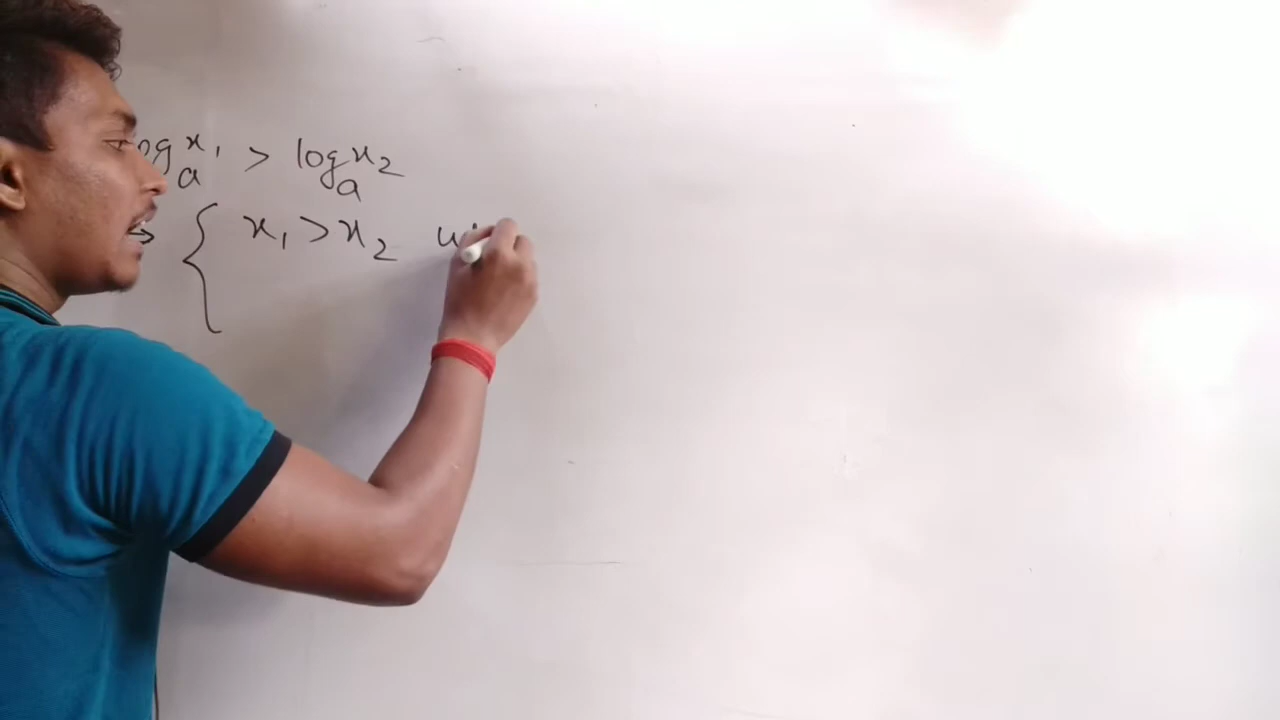 log_a x₁ > log_a x₂
→ { x₁ > x₂